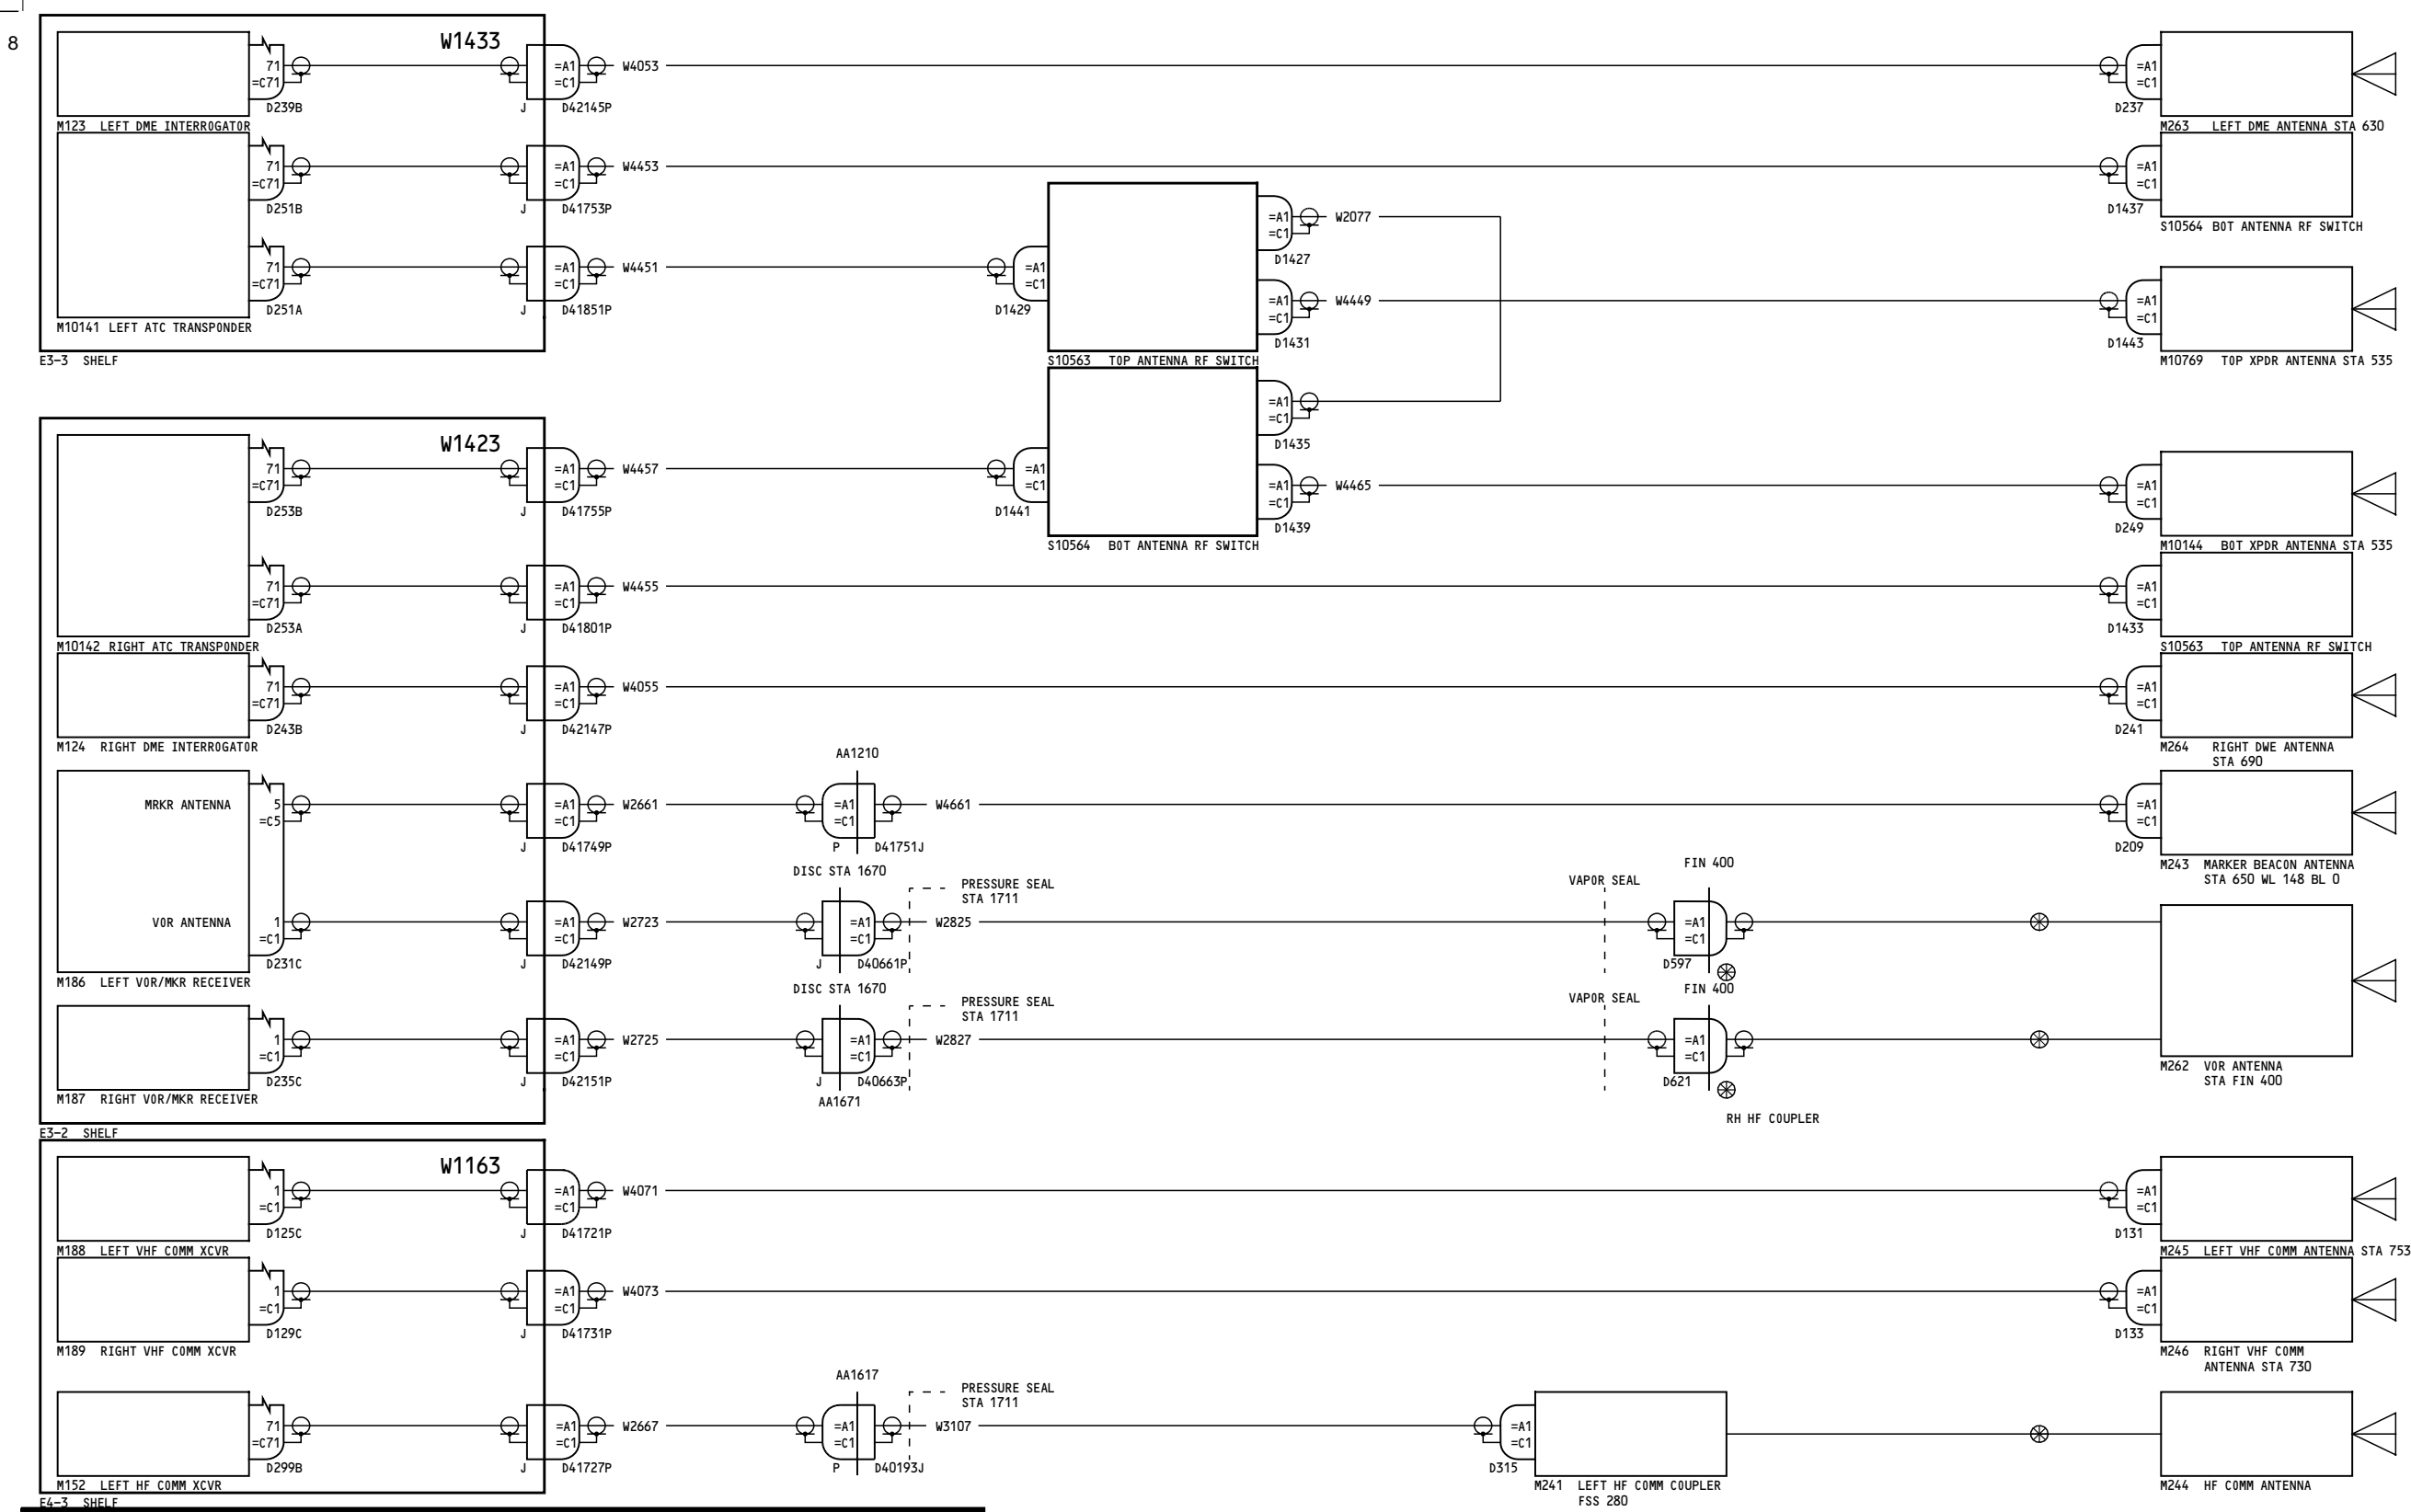 8
W1433
71
=C71
D239B
J
=A1
=C1
D42145P
W4053
=A1
=C1
D237
M123 LEFT DME INTERROGATOR
M263 LEFT DME ANTENNA STA 630
71
=C71
D251B
J
=A1
=C1
D41753P
W4453
=A1
=C1
D1437
S10564 BOT ANTENNA RF SWITCH
=A1
=C1
D1427
W2077
71
=C71
D251A
J
=A1
=C1
D41851P
W4451
=A1
=C1
D1429
=A1
=C1
D1431
W4449
=A1
=C1
D1443
M10141 LEFT ATC TRANSPONDER
E3-3 SHELF
S10563 TOP ANTENNA RF SWITCH
M10769 TOP XPDR ANTENNA STA 535
=A1
=C1
D1435
W1423
71
=C71
D253B
J
=A1
=C1
D41755P
W4457
=A1
=C1
D1441
=A1
=C1
D1439
W4465
=A1
=C1
D249
S10564 BOT ANTENNA RF SWITCH
M10144 BOT XPDR ANTENNA STA 535
71
=C71
D253A
J
=A1
=C1
D41801P
W4455
=A1
=C1
D1433
M10142 RIGHT ATC TRANSPONDER
S10563 TOP ANTENNA RF SWITCH
71
=C71
D243B
J
=A1
=C1
D42147P
W4055
=A1
=C1
D241
M124 RIGHT DME INTERROGATOR
M264 RIGHT DWE ANTENNA
STA 690
AA1210
MRKR ANTENNA
5
=C5
J
=A1
=C1
D41749P
W2661
=A1
=C1
P
D41751J
W4661
=A1
=C1
D209
M243 MARKER BEACON ANTENNA
STA 650 WL 148 BL 0
DISC STA 1670
PRESSURE SEAL
STA 1711
VAPOR SEAL
FIN 400
VOR ANTENNA
1
=C1
D231C
J
=A1
=C1
D42149P
W2723
=A1
=C1
J
D40661P
W2825
=A1
=C1
D597
M186 LEFT VOR/MKR RECEIVER
DISC STA 1670
PRESSURE SEAL
STA 1711
VAPOR SEAL
FIN 400
1
=C1
D235C
J
=A1
=C1
D42151P
W2725
=A1
=C1
J
D40663P
AA1671
W2827
=A1
=C1
D621
M262 VOR ANTENNA
STA FIN 400
M187 RIGHT VOR/MKR RECEIVER
RH HF COUPLER
E3-2 SHELF
W1163
1
=C1
D125C
J
=A1
=C1
D41721P
W4071
=A1
=C1
D131
M188 LEFT VHF COMM XCVR
M245 LEFT VHF COMM ANTENNA STA 753
1
=C1
D129C
J
=A1
=C1
D41731P
W4073
=A1
=C1
D133
M189 RIGHT VHF COMM XCVR
M246 RIGHT VHF COMM
ANTENNA STA 730
AA1617
PRESSURE SEAL
STA 1711
71
=C71
D299B
J
=A1
=C1
D41727P
W2667
=A1
=C1
P
D40193J
W3107
=A1
=C1
D315
M152 LEFT HF COMM XCVR
M241 LEFT HF COMM COUPLER
FSS 280
M244 HF COMM ANTENNA
E4-3 SHELF